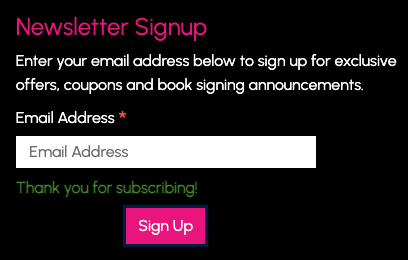 Newsletter Signup
Enter your email address below to sign up for exclusive
offers, coupons and book signing announcements.
Email Address *
Email Address
Thank you for subscribing!
Sign Up